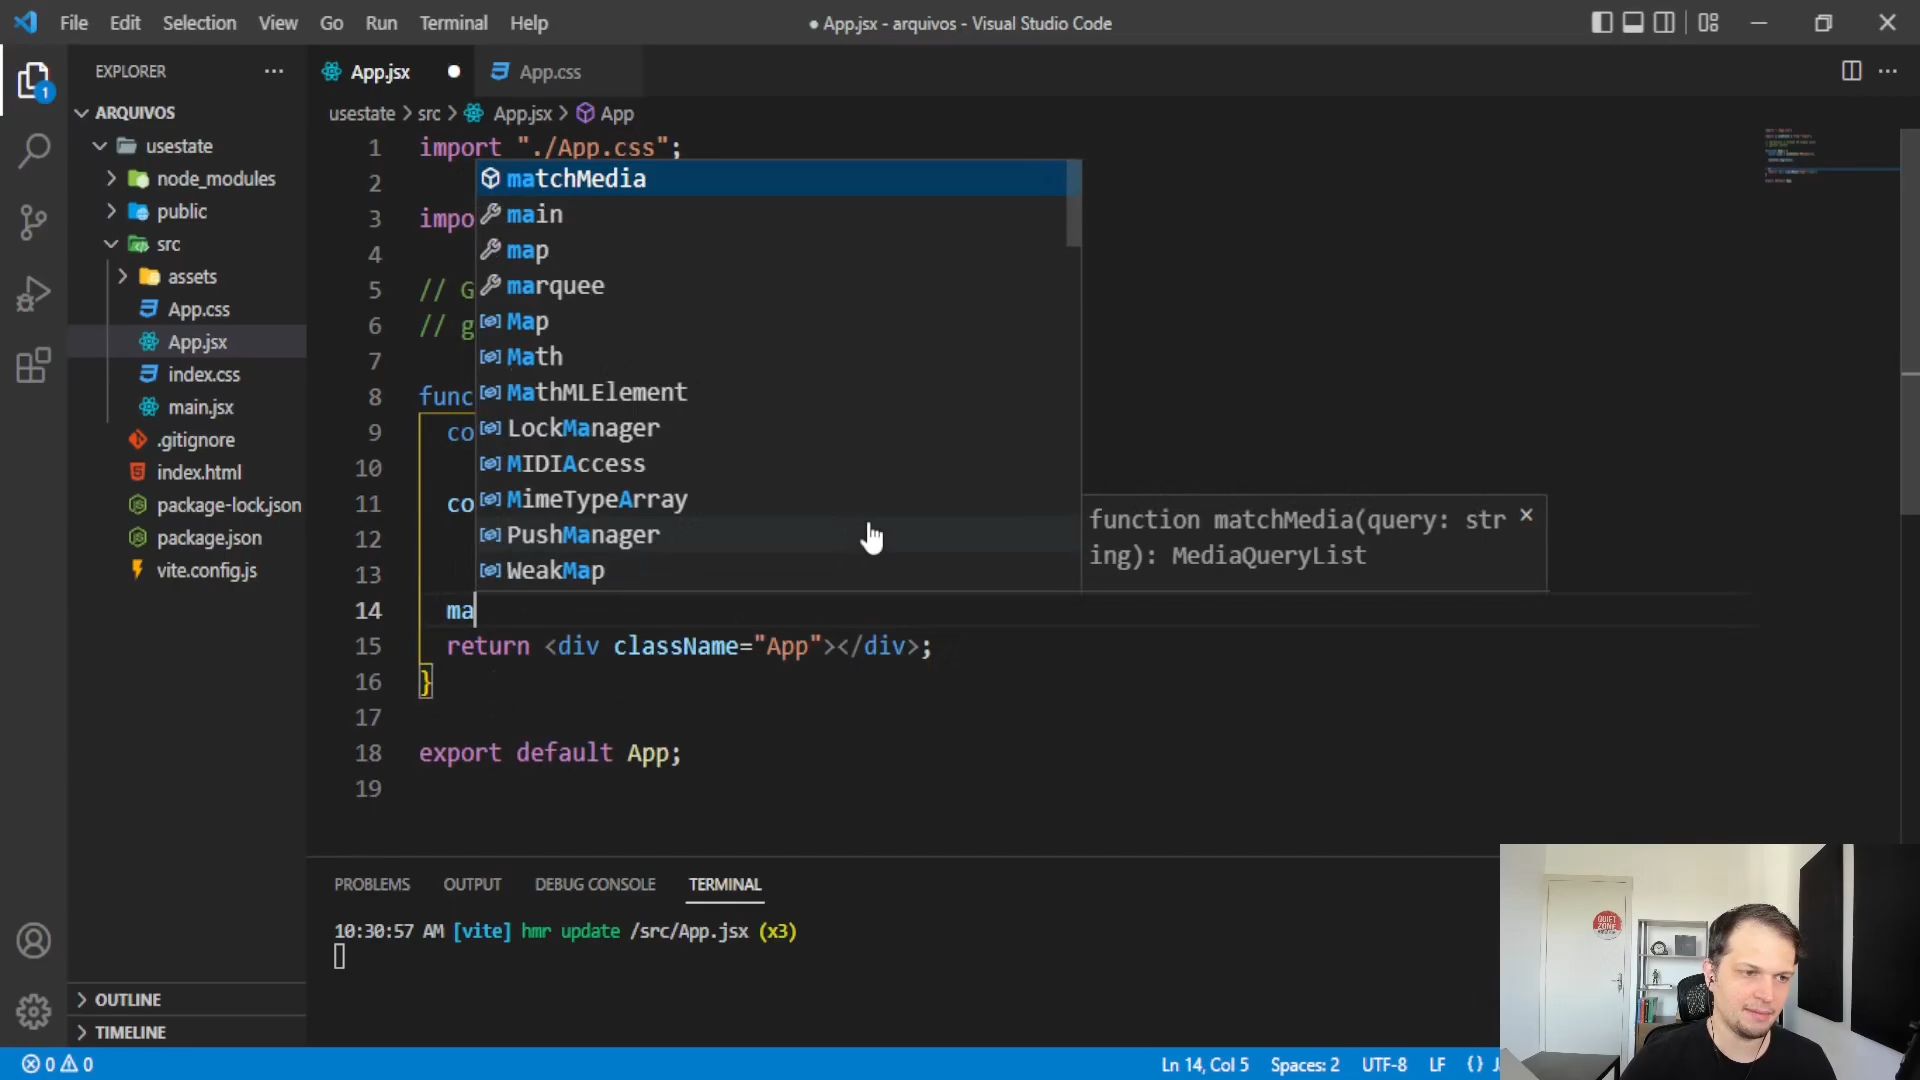 File Edit Selection View Go Run Terminal Help
● App.jsx - arquivos - Visual Studio Code
EXPLORER
ARQUIVOS
usestate
node_modules
public
src
assets
App.css
App.jsx
index.css
main.jsx
.gitignore
index.html
package-lock.json
package.json
vite.config.js
OUTLINE
TIMELINE
1
App.jsx
App.css
usestate > src > App.jsx > App
1 import "./App.css";
2
3 impo
4
5 // G
6 // g
7
8 func
9 co
10
11 co
12
13
14 ma
15 return <div className="App"></div>;
16 }
17
18 export default App;
19
matchMedia
main
map
marquee
Map
Math
MathMLElement
LockManager
MIDIAccess
MimeTypeArray
PushManager
WeakMap
function matchMedia(query: str
ing): MediaQueryList
PROBLEMS OUTPUT DEBUG CONSOLE TERMINAL
10:30:57 AM [vite] hmr update /src/App.jsx (x3)
QUIET
ZONE
0 0
Ln 14, Col 5 Spaces: 2 UTF-8 LF {}